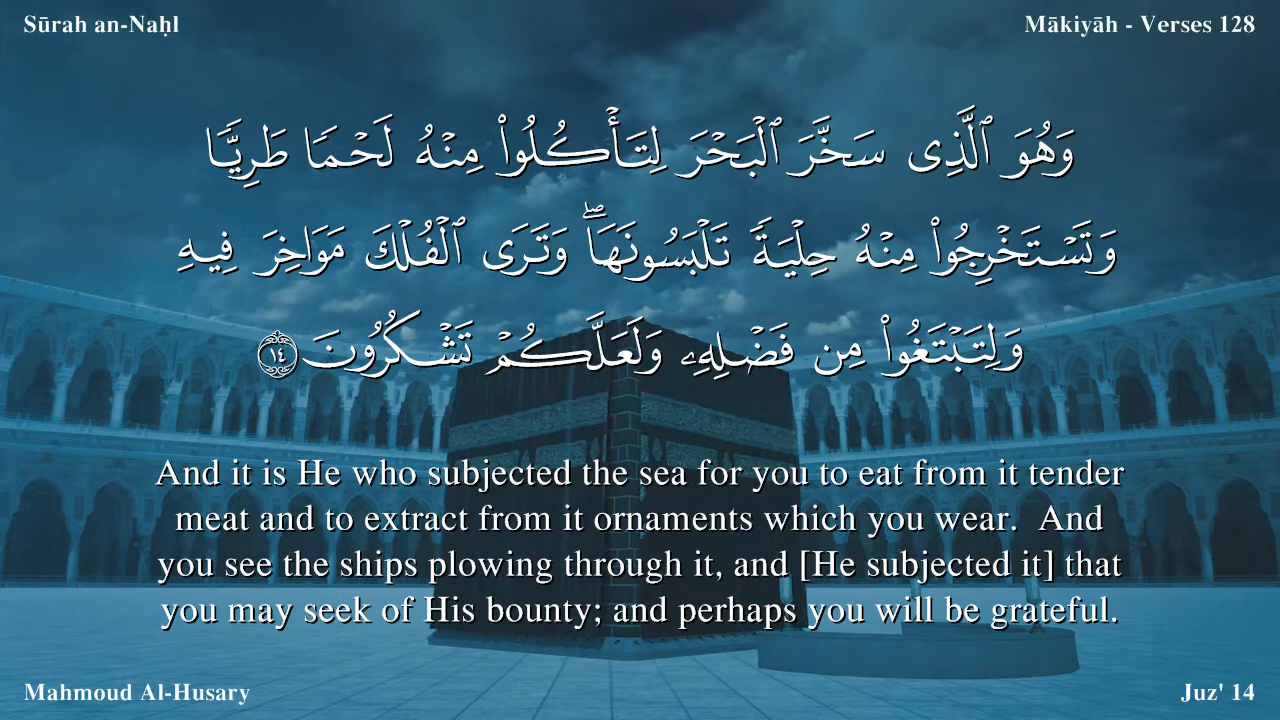 Sūrah an-Naḥl
Mākiyāh - Verses 128
وَهُوَ ٱلَّذِى سَخَّرَ ٱلْبَحْرَ لِتَأْكُلُوا۟ مِنْهُ لَحْمًا طَرِيًّا
وَتَسْتَخْرِجُوا۟ مِنْهُ حِلْيَةً تَلْبَسُونَهَا ۖ وَتَرَى ٱلْفُلْكَ مَوَاخِرَ فِيهِ
وَلِتَبْتَغُوا۟ مِن فَضْلِهِۦ وَلَعَلَّكُمْ تَشْكُرُونَ ١٤
And it is He who subjected the sea for you to eat from it tender
meat and to extract from it ornaments which you wear.  And
you see the ships plowing through it, and [He subjected it] that
you may seek of His bounty; and perhaps you will be grateful.
Mahmoud Al-Husary
Juz' 14